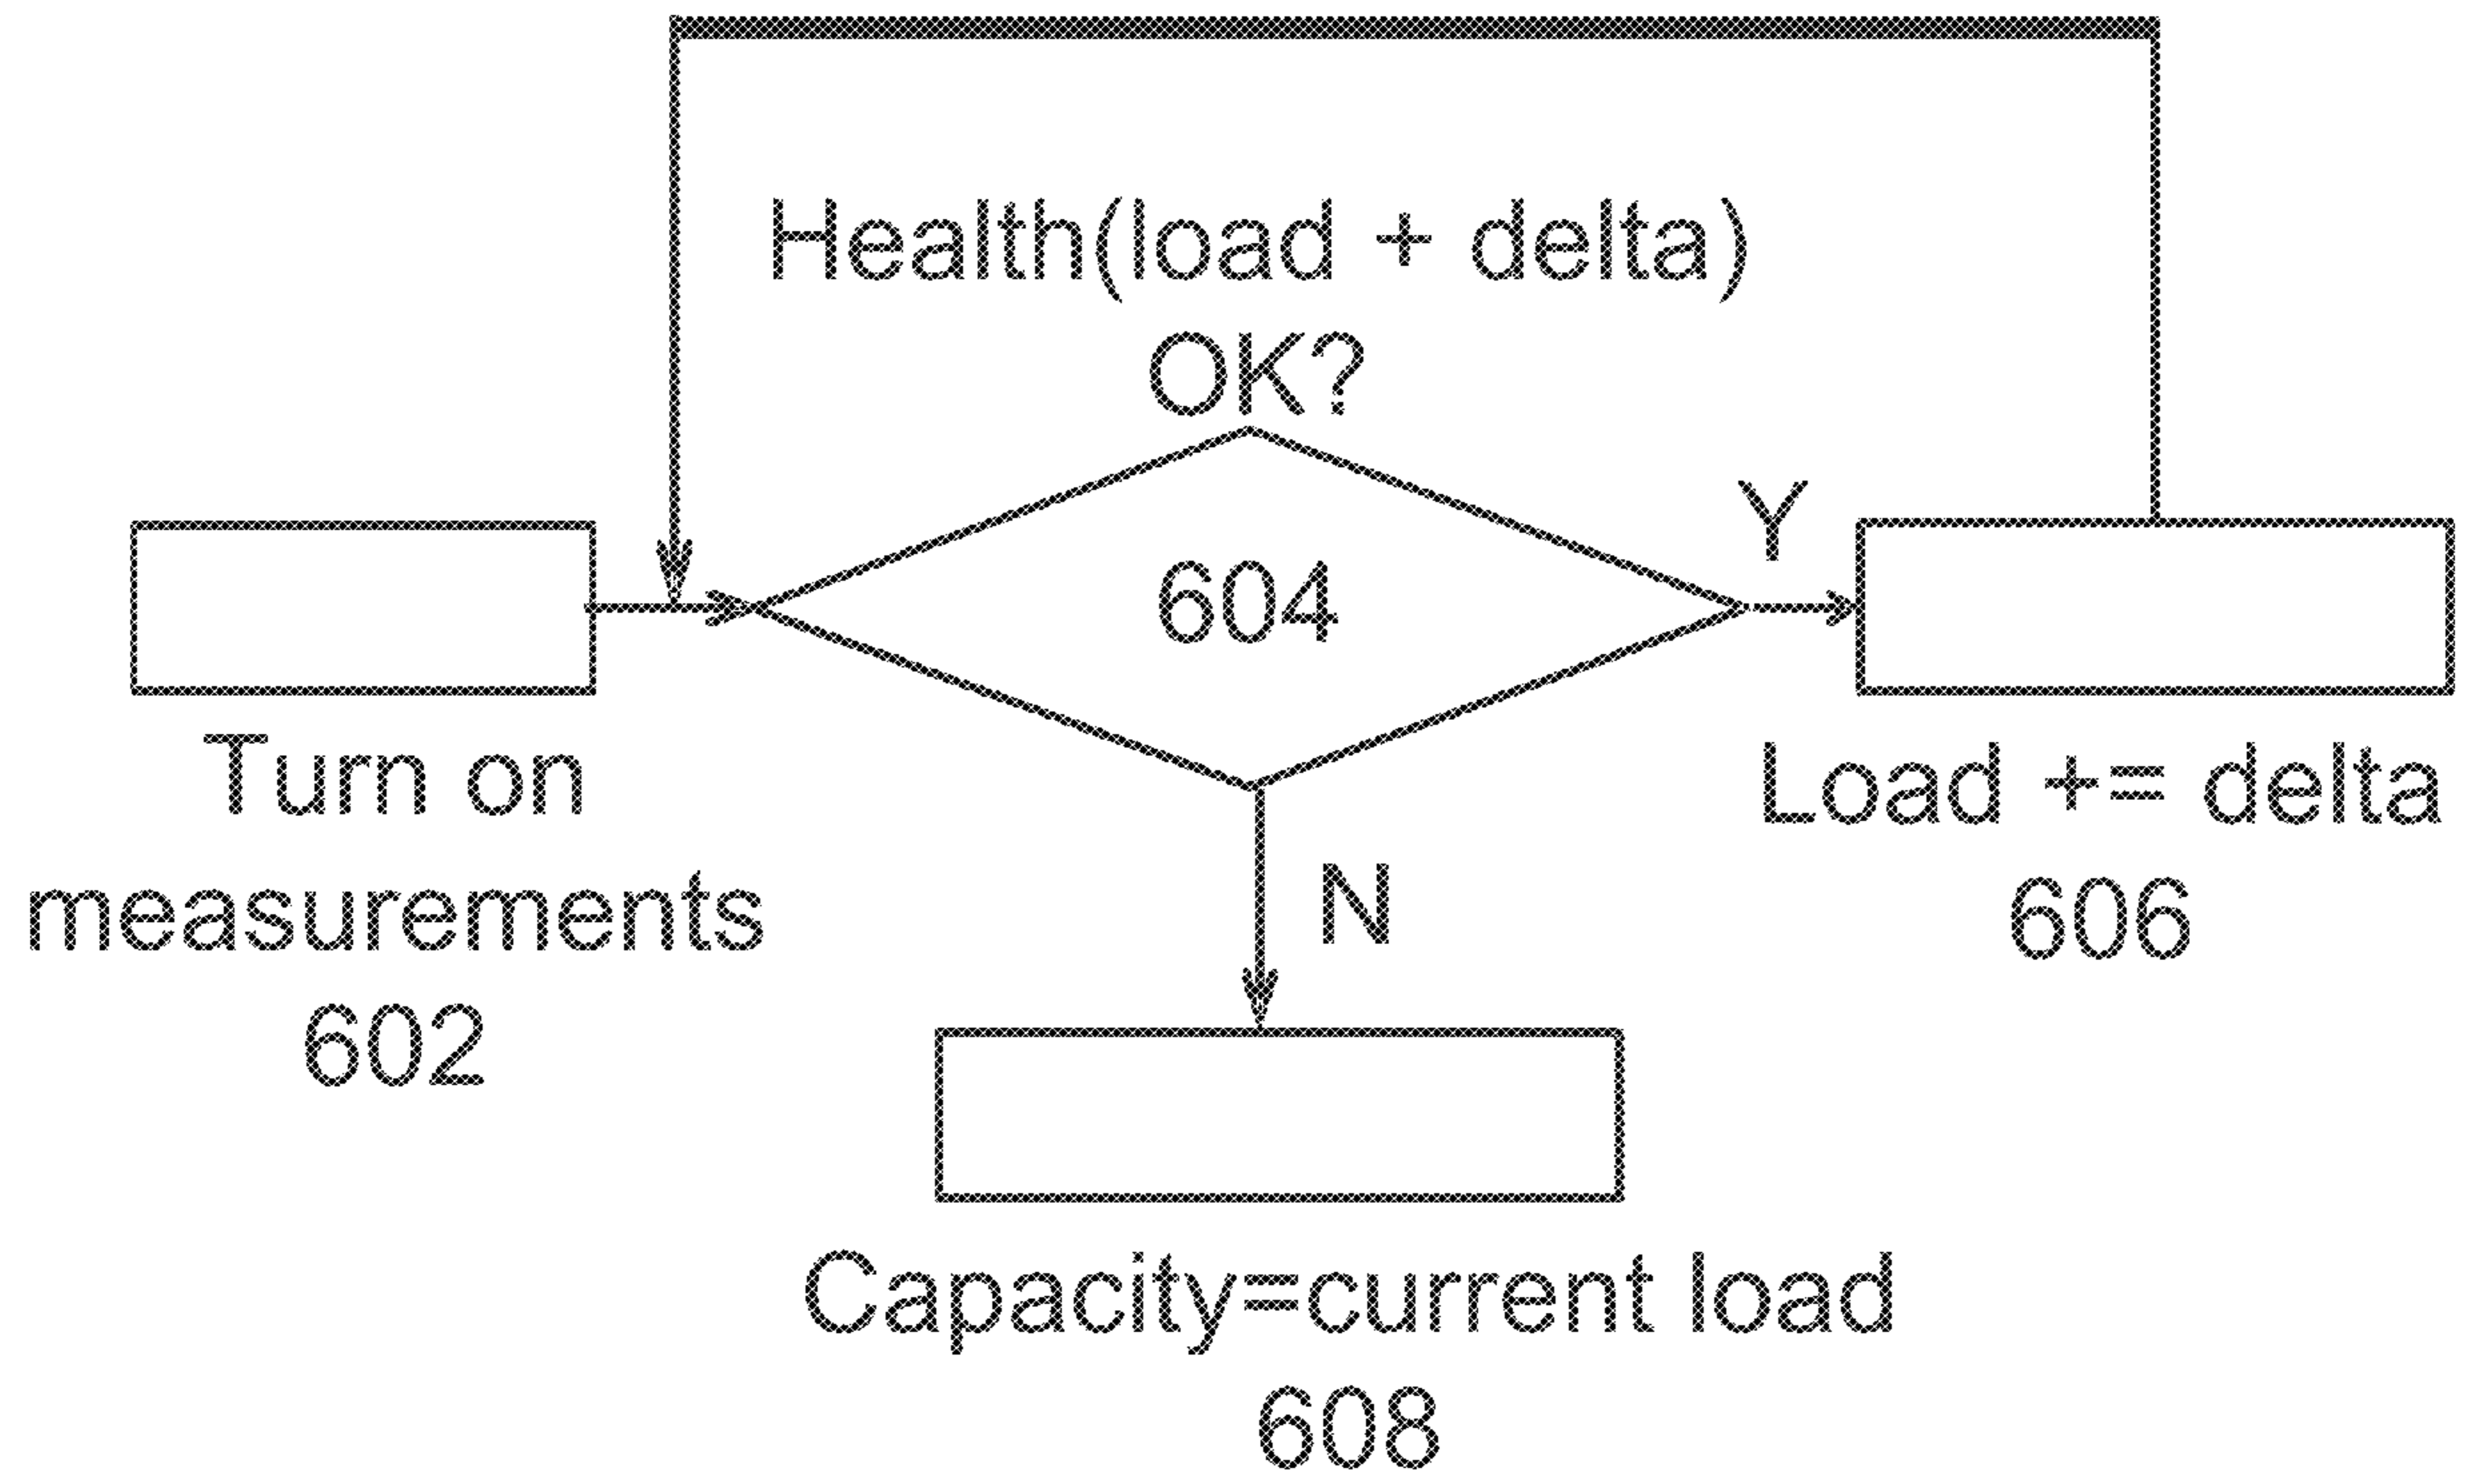 Health(load + delta)
OK?
Y
604
Turn on
measurements
602
Load += delta
606
N
Capacity=current load
608